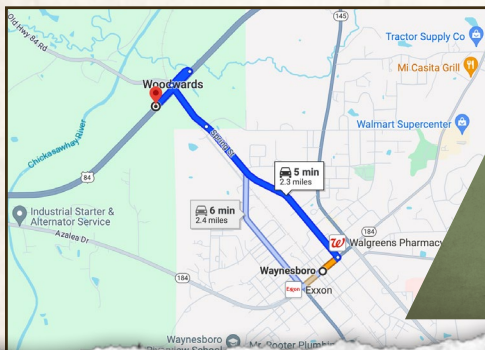 Old Hwy 84 Rd
145
Tractor Supply Co
Mi Casita Grill
Woodwards
Walmart Supercenter
Chickasawhay River
84
5 min
2.3 miles
6 min
2.4 miles
Industrial Starter &
Alternator Service
Azalea Dr
184
184
Walgreens Pharmacy
Waynesboro
Exxon
Exxon
Waynesboro
Mr. Rooter